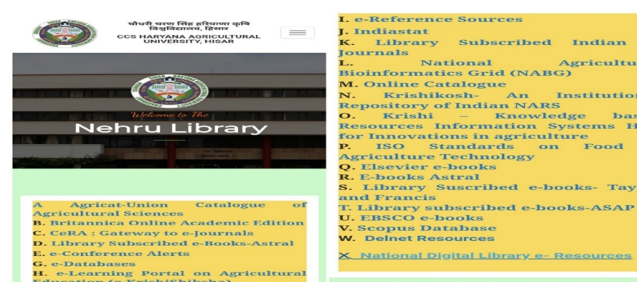 चौधरी चरण सिंह हरियाणा कृषि
विश्वविद्यालय, हिसार
CCS HARYANA AGRICULTURAL
UNIVERSITY, HISAR
Welcome to The
Nehru Library
A Agricat-Union Catalogue of
Agricultural Sciences
B. Britannica Online Academic Edition
C. CeRA : Gateway to e-Journals
D. Library Subscribed e-Books-Astral
E. e-Conference Alerts
G. e-Databases
H. e-Learning Portal on Agricultural
Education (e-KrishiShiksha)
I. e-Reference Sources
J. Indiastat
K. Library Subscribed Indian
Journals
L. National Agricultu
Bioinformatics Grid (NABG)
M. Online Catalogue
N. Krishikosh- An Institution
Repository of Indian NARS
O. Krishi – Knowledge bas
Resources Information Systems H
for Innovations in agriculture
P. ISO Standards on Food
Agriculture Technology
Q. Elsevier e-books
R. E-books Astral
S. Library Suscribed e-books- Tay
and Francis
T. Library subscribed e-books-ASAP
U. EBSCO e-books
V. Scopus Database
W. Delnet Resources
X National Digital Library e- Resources